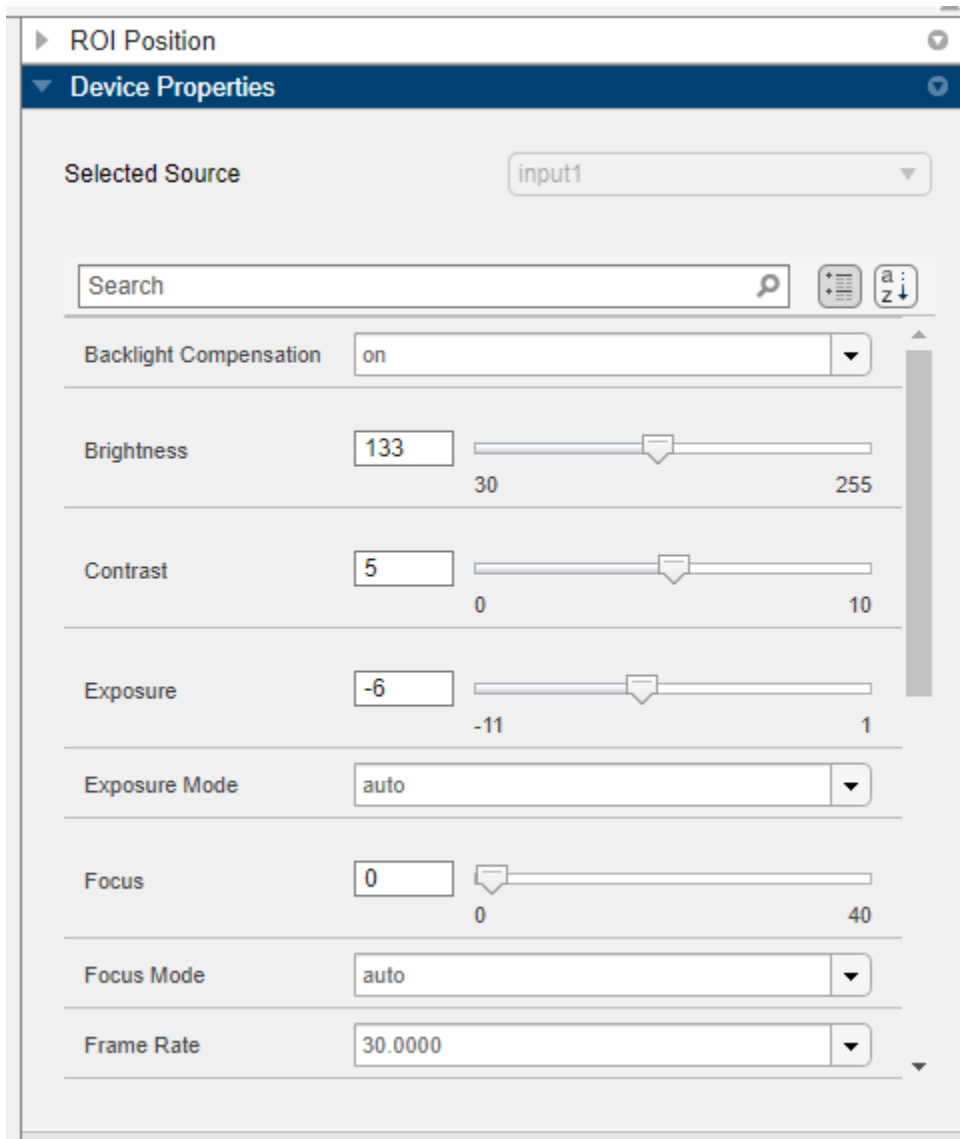 ROI Position
Device Properties
Selected Source input1
Search a z
Backlight Compensation on
Brightness 133
30 255
Contrast 5
0 10
Exposure -6
-11 1
Exposure Mode auto
Focus 0
0 40
Focus Mode auto
Frame Rate 30.0000